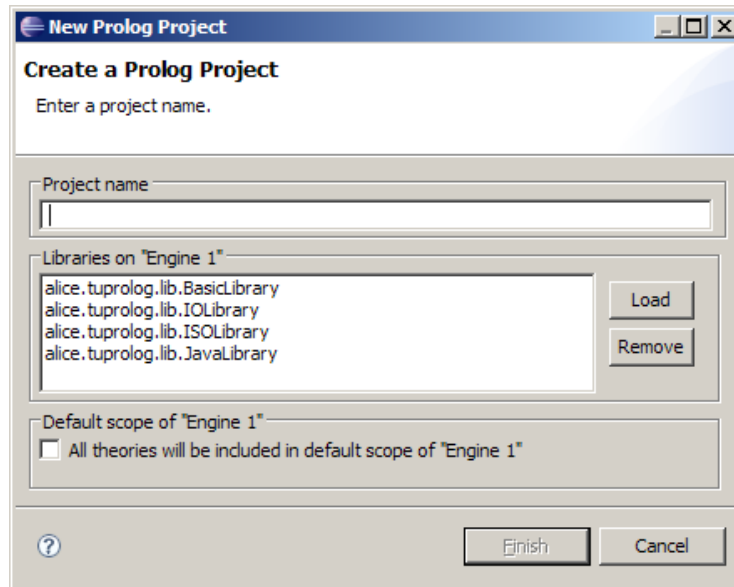 New Prolog Project
Create a Prolog Project
Enter a project name.
Project name
Libraries on "Engine 1"
alice.tuprolog.lib.BasicLibrary
alice.tuprolog.lib.IOLibrary
alice.tuprolog.lib.ISOLibrary
alice.tuprolog.lib.JavaLibrary
Load
Remove
Default scope of "Engine 1"
All theories will be included in default scope of "Engine 1"
?
Finish
Cancel